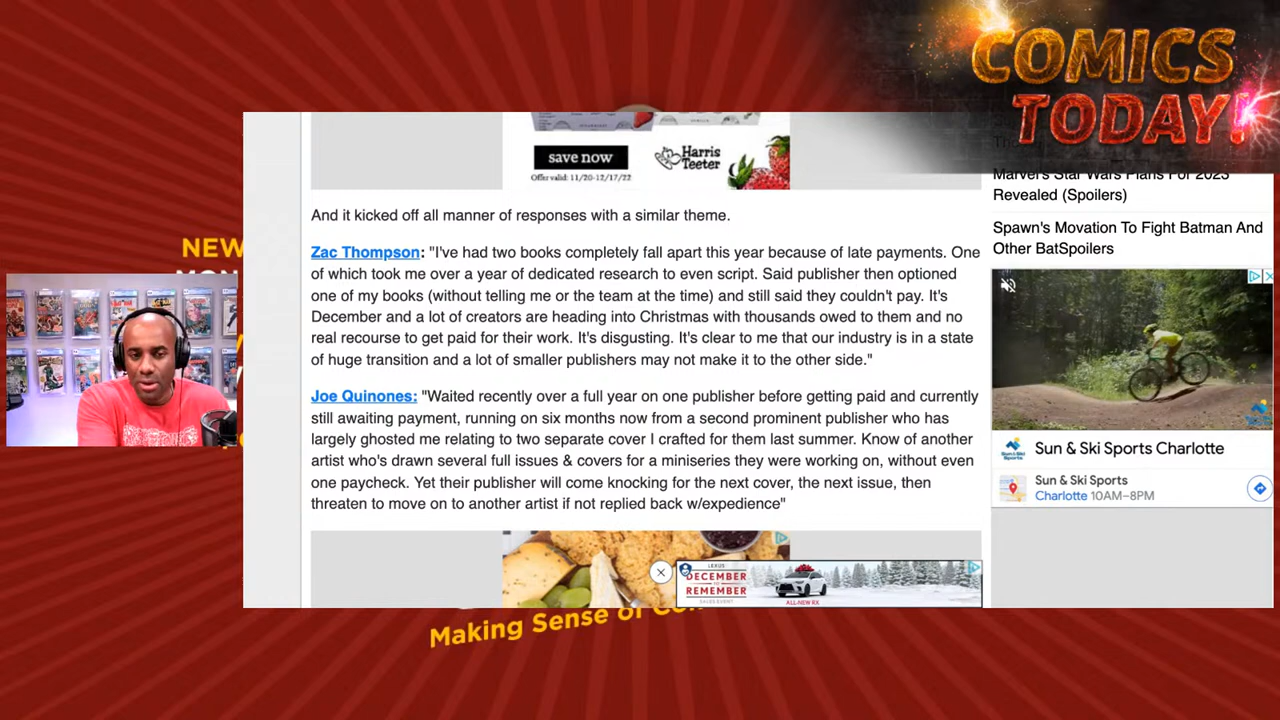 COMICS
TODAY!
save now
Harris
Teeter
Offer valid: 11/20-12/17/22
Marvel's Star Wars Plans For 2023
Revealed (Spoilers)
And it kicked off all manner of responses with a similar theme.
Spawn's Movation To Fight Batman And
Other BatSpoilers
NEW
Zac Thompson: "I've had two books completely fall apart this year because of late payments. One
of which took me over a year of dedicated research to even script. Said publisher then optioned
one of my books (without telling me or the team at the time) and still said they couldn't pay. It's
December and a lot of creators are heading into Christmas with thousands owed to them and no
real recourse to get paid for their work. It's disgusting. It's clear to me that our industry is in a state
of huge transition and a lot of smaller publishers may not make it to the other side."
Joe Quinones: "Waited recently over a full year on one publisher before getting paid and currently
still awaiting payment, running on six months now from a second prominent publisher who has
largely ghosted me relating to two separate cover I crafted for them last summer. Know of another
artist who's drawn several full issues & covers for a miniseries they were working on, without even
one paycheck. Yet their publisher will come knocking for the next cover, the next issue, then
threaten to move on to another artist if not replied back w/expedience"
Sun & Ski Sports Charlotte
Sun & Ski Sports
Charlotte 10AM–8PM
LEXUS
DECEMBER
TO
REMEMBER
SALES EVENT
ALL-NEW RX
Making Sense of